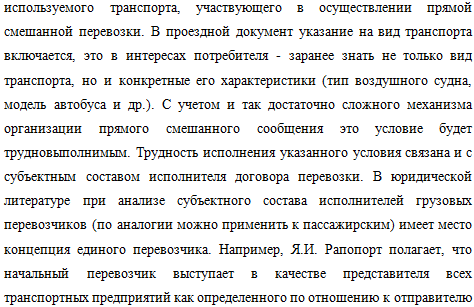 используемого транспорта, участвующего в осуществлении прямой
смешанной перевозки. В проездной документ указание на вид транспорта
включается, это в интересах потребителя - заранее знать не только вид
транспорта, но и конкретные его характеристики (тип воздушного судна,
модель автобуса и др.). С учетом и так достаточно сложного механизма
организации прямого смешанного сообщения это условие будет
трудновыполнимым. Трудность исполнения указанного условия связана и с
субъектным составом исполнителя договора перевозки. В юридической
литературе при анализе субъектного состава исполнителей грузовых
перевозчиков (по аналогии можно применить к пассажирским) имеет место
концепция единого перевозчика. Например, Я.И. Рапопорт полагает, что
начальный перевозчик выступает в качестве представителя всех
транспортных предприятий как определенного по отношению к отправителю